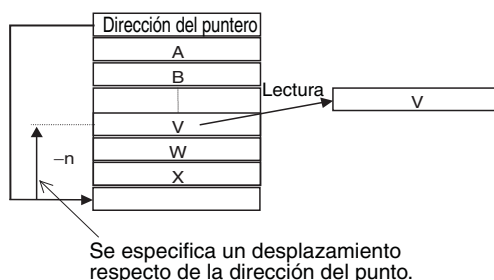 Dirección del puntero
A
B
Lectura
V
V
–n
W
X
Se especifica un desplazamiento
respecto de la dirección del punto.